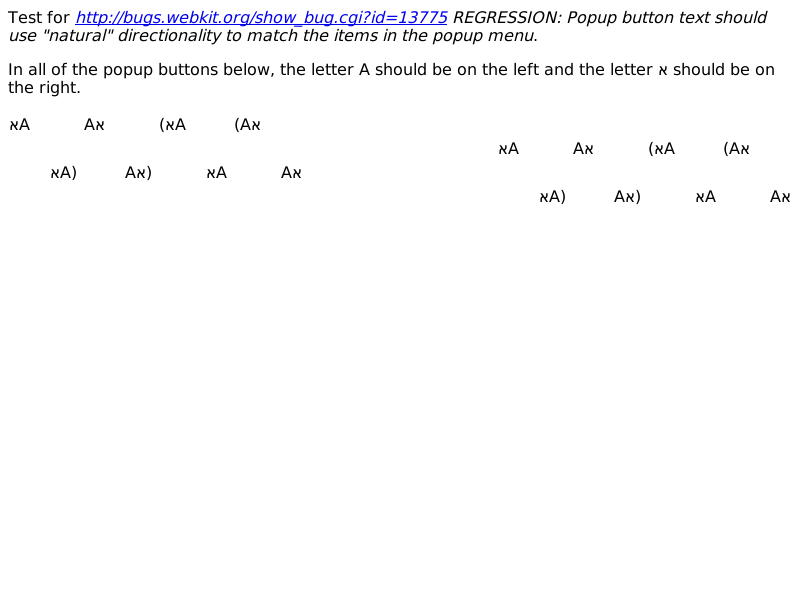 Test for http://bugs.webkit.org/show_bug.cgi?id=13775 REGRESSION: Popup button text should
use "natural" directionality to match the items in the popup menu.
In all of the popup buttons below, the letter A should be on the left and the letter א should be on
the right.
אA Aא (אA (Aא
אA Aא (אA (Aא
אA) Aא) אA Aא
אA) Aא) אA Aא